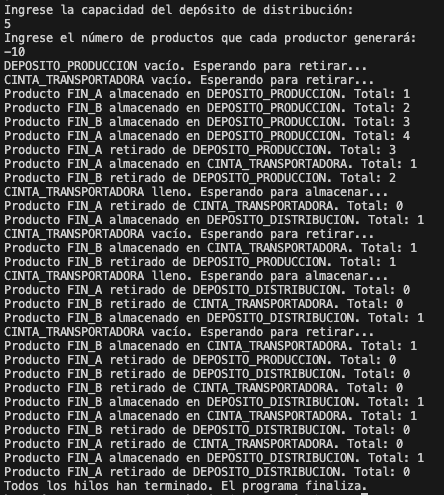 Ingrese la capacidad del depósito de distribución:
5
Ingrese el número de productos que cada productor generará:
-10
DEPOSITO_PRODUCCION vacío. Esperando para retirar...
CINTA_TRANSPORTADORA vacío. Esperando para retirar...
Producto FIN_A almacenado en DEPOSITO_PRODUCCION. Total: 1
Producto FIN_B almacenado en DEPOSITO_PRODUCCION. Total: 2
Producto FIN_B almacenado en DEPOSITO_PRODUCCION. Total: 3
Producto FIN_A almacenado en DEPOSITO_PRODUCCION. Total: 4
Producto FIN_A retirado de DEPOSITO_PRODUCCION. Total: 3
Producto FIN_A almacenado en CINTA_TRANSPORTADORA. Total: 1
Producto FIN_B retirado de DEPOSITO_PRODUCCION. Total: 2
CINTA_TRANSPORTADORA lleno. Esperando para almacenar...
Producto FIN_A retirado de CINTA_TRANSPORTADORA. Total: 0
Producto FIN_A almacenado en DEPOSITO_DISTRIBUCION. Total: 1
CINTA_TRANSPORTADORA vacío. Esperando para retirar...
Producto FIN_B almacenado en CINTA_TRANSPORTADORA. Total: 1
Producto FIN_B retirado de DEPOSITO_PRODUCCION. Total: 1
CINTA_TRANSPORTADORA lleno. Esperando para almacenar...
Producto FIN_A retirado de DEPOSITO_DISTRIBUCION. Total: 0
Producto FIN_B retirado de CINTA_TRANSPORTADORA. Total: 0
Producto FIN_B almacenado en DEPOSITO_DISTRIBUCION. Total: 1
CINTA_TRANSPORTADORA vacío. Esperando para retirar...
Producto FIN_B almacenado en CINTA_TRANSPORTADORA. Total: 1
Producto FIN_A retirado de DEPOSITO_PRODUCCION. Total: 0
Producto FIN_B retirado de DEPOSITO_DISTRIBUCION. Total: 0
Producto FIN_B retirado de CINTA_TRANSPORTADORA. Total: 0
Producto FIN_B almacenado en DEPOSITO_DISTRIBUCION. Total: 1
Producto FIN_A almacenado en CINTA_TRANSPORTADORA. Total: 1
Producto FIN_B retirado de DEPOSITO_DISTRIBUCION. Total: 0
Producto FIN_A retirado de CINTA_TRANSPORTADORA. Total: 0
Producto FIN_A almacenado en DEPOSITO_DISTRIBUCION. Total: 1
Producto FIN_A retirado de DEPOSITO_DISTRIBUCION. Total: 0
Todos los hilos han terminado. El programa finaliza.